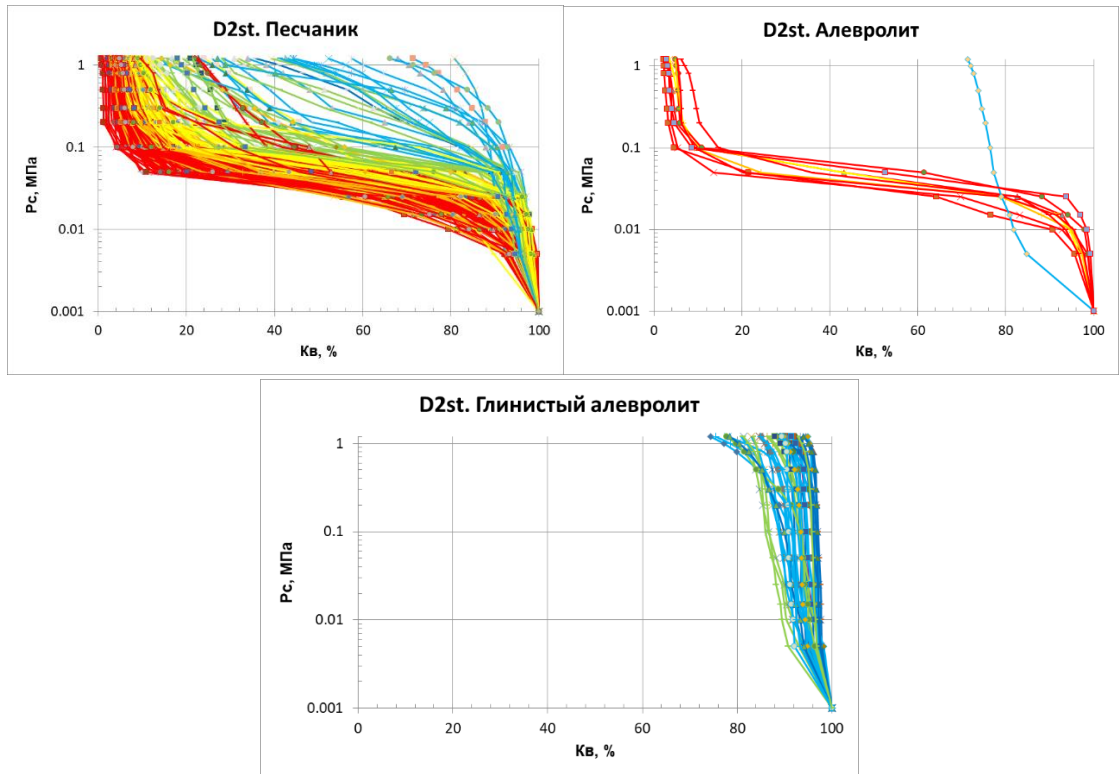 D2st. Песчаник
1
0.1
0.01
0.001
0 20 40 60 80 100
Рс, МПа
Кв, %
D2st. Алевролит
1
0.1
0.01
0.001
0 20 40 60 80 100
Рс, МПа
Кв, %
D2st. Глинистый алевролит
1
0.1
0.01
0.001
0 20 40 60 80 100
Рс, МПа
Кв, %